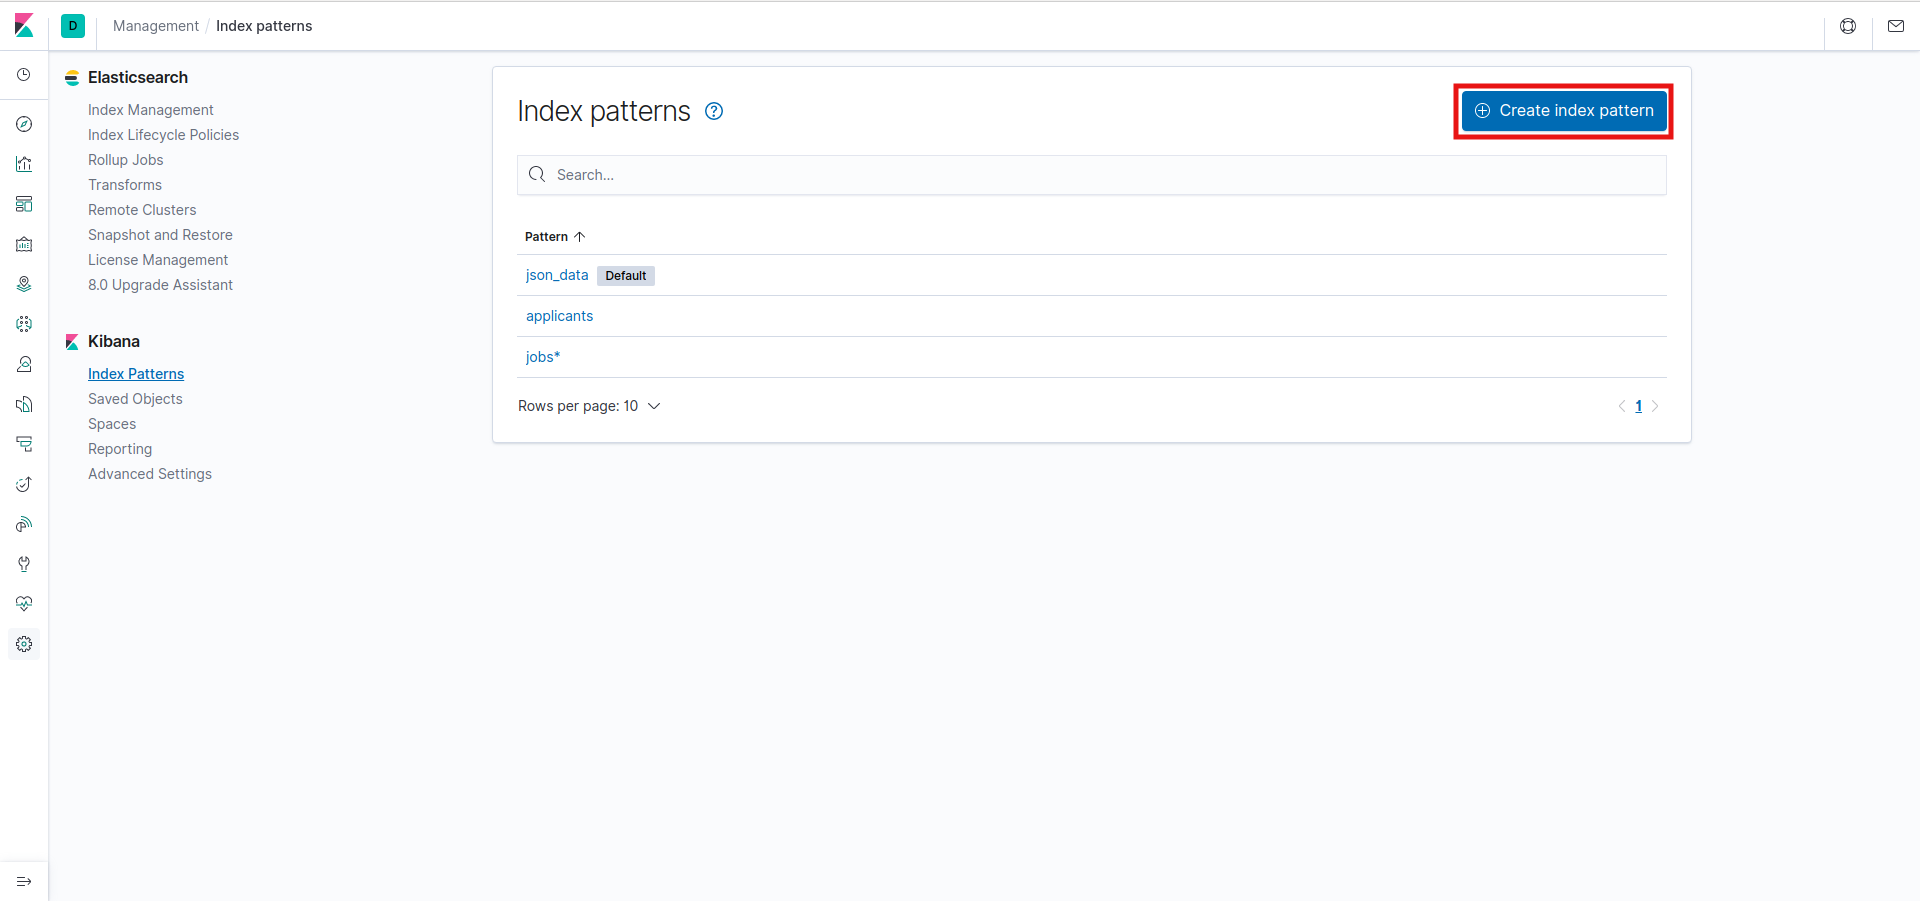 D Management / Index patterns
Elasticsearch
Index Management
Index Lifecycle Policies
Rollup Jobs
Transforms
Remote Clusters
Snapshot and Restore
License Management
8.0 Upgrade Assistant
Kibana
Index Patterns
Saved Objects
Spaces
Reporting
Advanced Settings
Index patterns ?
Create index pattern
Search...
Pattern
json_data Default
applicants
jobs*
Rows per page: 10
1